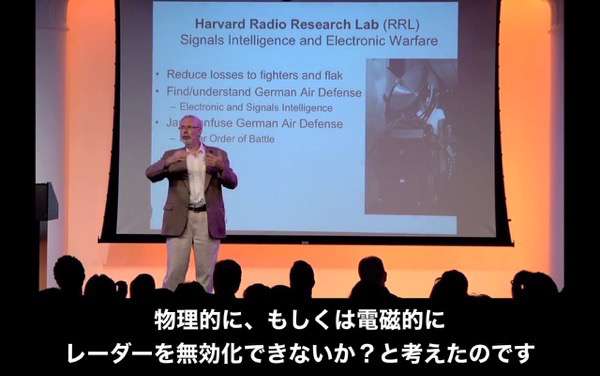 Harvard Radio Research Lab (RRL)
Signals Intelligence and Electronic Warfare
• Reduce losses to fighters and flak
• Find/understand German Air Defense
– Electronic and Signals Intelligence
• confuse German Air Defense
Order of Battle
物理的に、もしくは電磁的に
レーダーを無効化できないか？と考えたのです